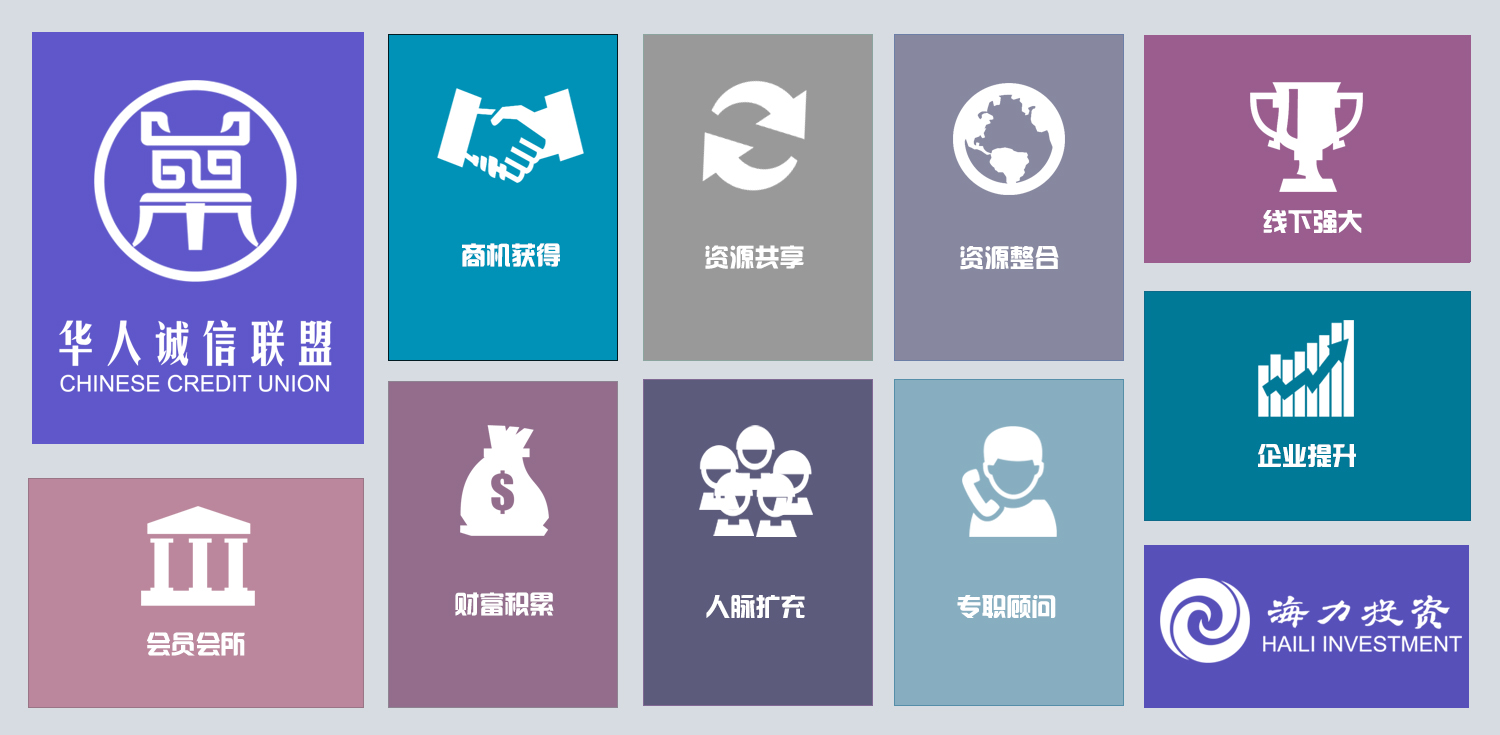 华人诚信联盟
CHINESE CREDIT UNION
商机获得
资源共享
资源整合
线下强大
企业提升
会员会所
财富积累
$
人脉扩充
专职顾问
海力投资
HAILI INVESTMENT